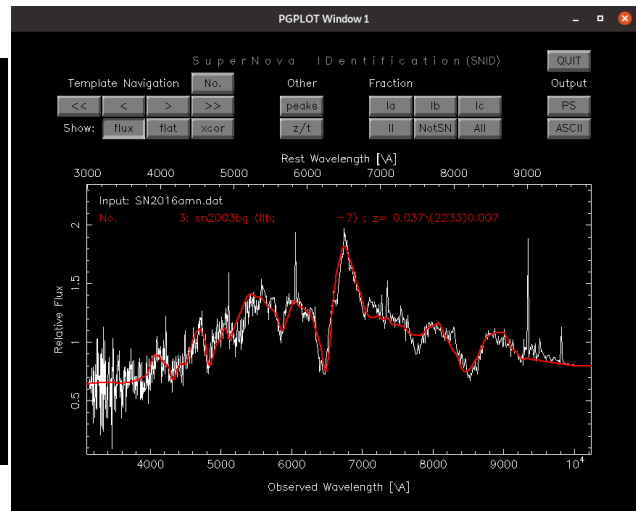 PGPLOT Window 1
SuperNova IDentification (SNID)
QUIT
Template Navigation No. Other Fraction Output
<< < > >> peaks Ia Ib Ic PS
Show: flux flat xcor z/t II NotSN All ASCII
Rest Wavelength [\A]
3000 4000 5000 6000 7000 8000 9000
Input: SN2016amn.dat
No. 3: sn2003bg (IIb; -7) ; z= 0.037\(2233)0.007
Relative Flux
2
1.5
1
0.5
4000 5000 6000 7000 8000 9000 10⁴
Observed Wavelength [\A]